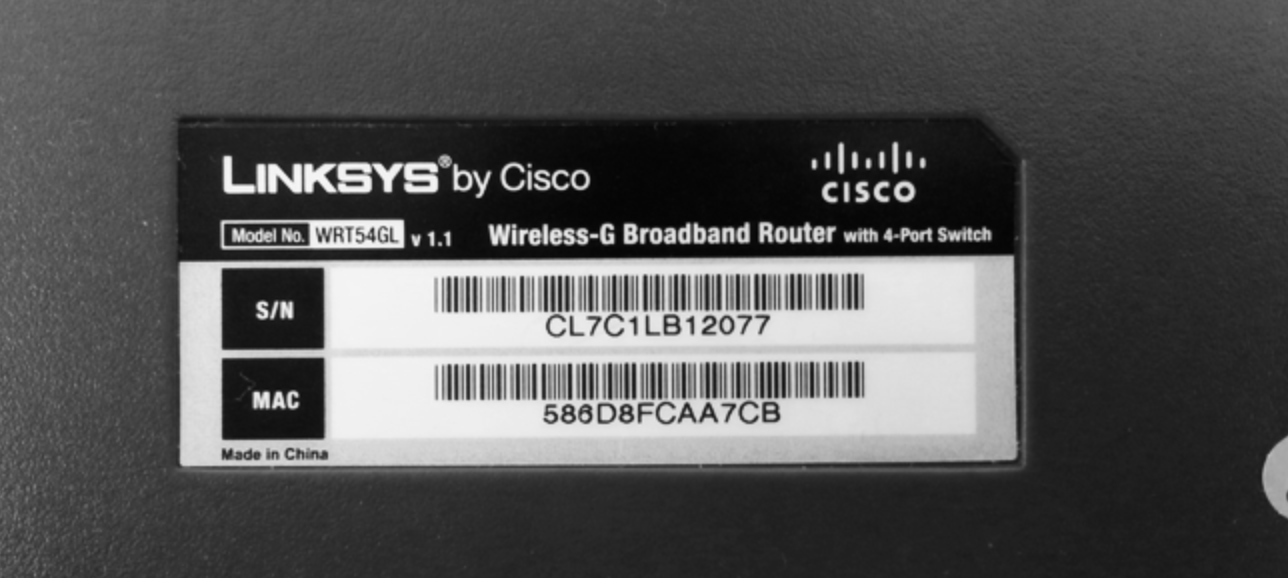 LINKSYS® by Cisco
CISCO
Model No. WRT54GL v 1.1 Wireless-G Broadband Router with 4-Port Switch
S/N
CL7C1LB12077
MAC
586D8FCAA7CB
Made in China